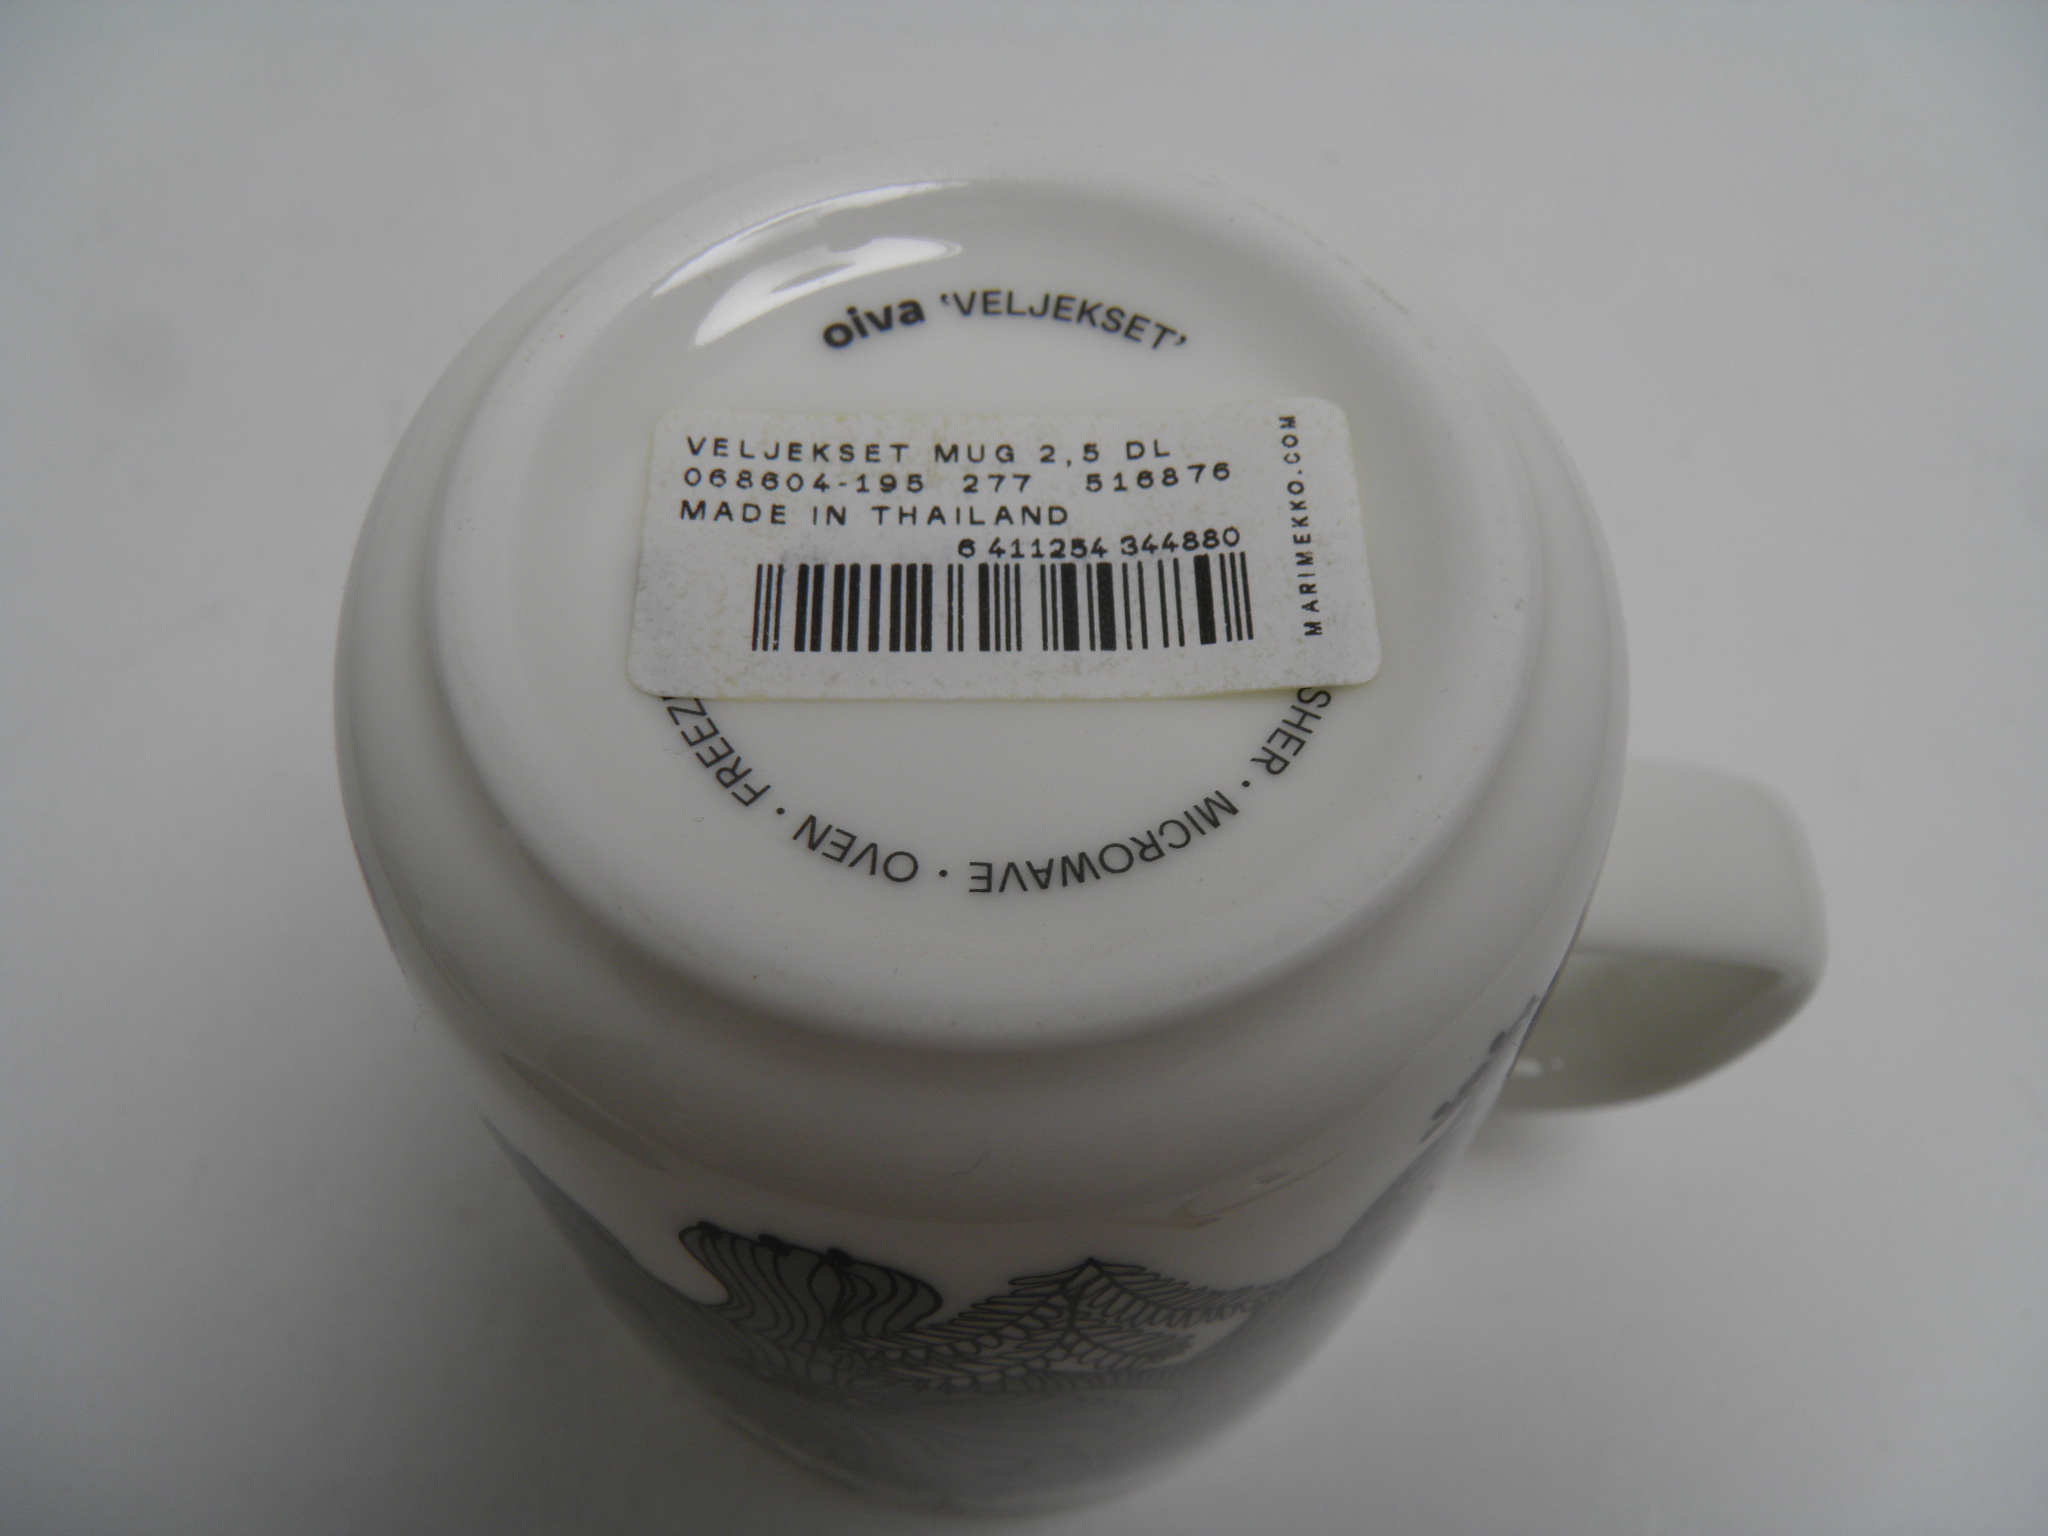 oiva ‘VELJEKSET’
VELJEKSET MUG 2,5 DL
068604-195 277 516876
MADE IN THAILAND
6 411254 344880
MARIMEKKO.COM
SHER · MICROWAVE · OVEN · FREEZ